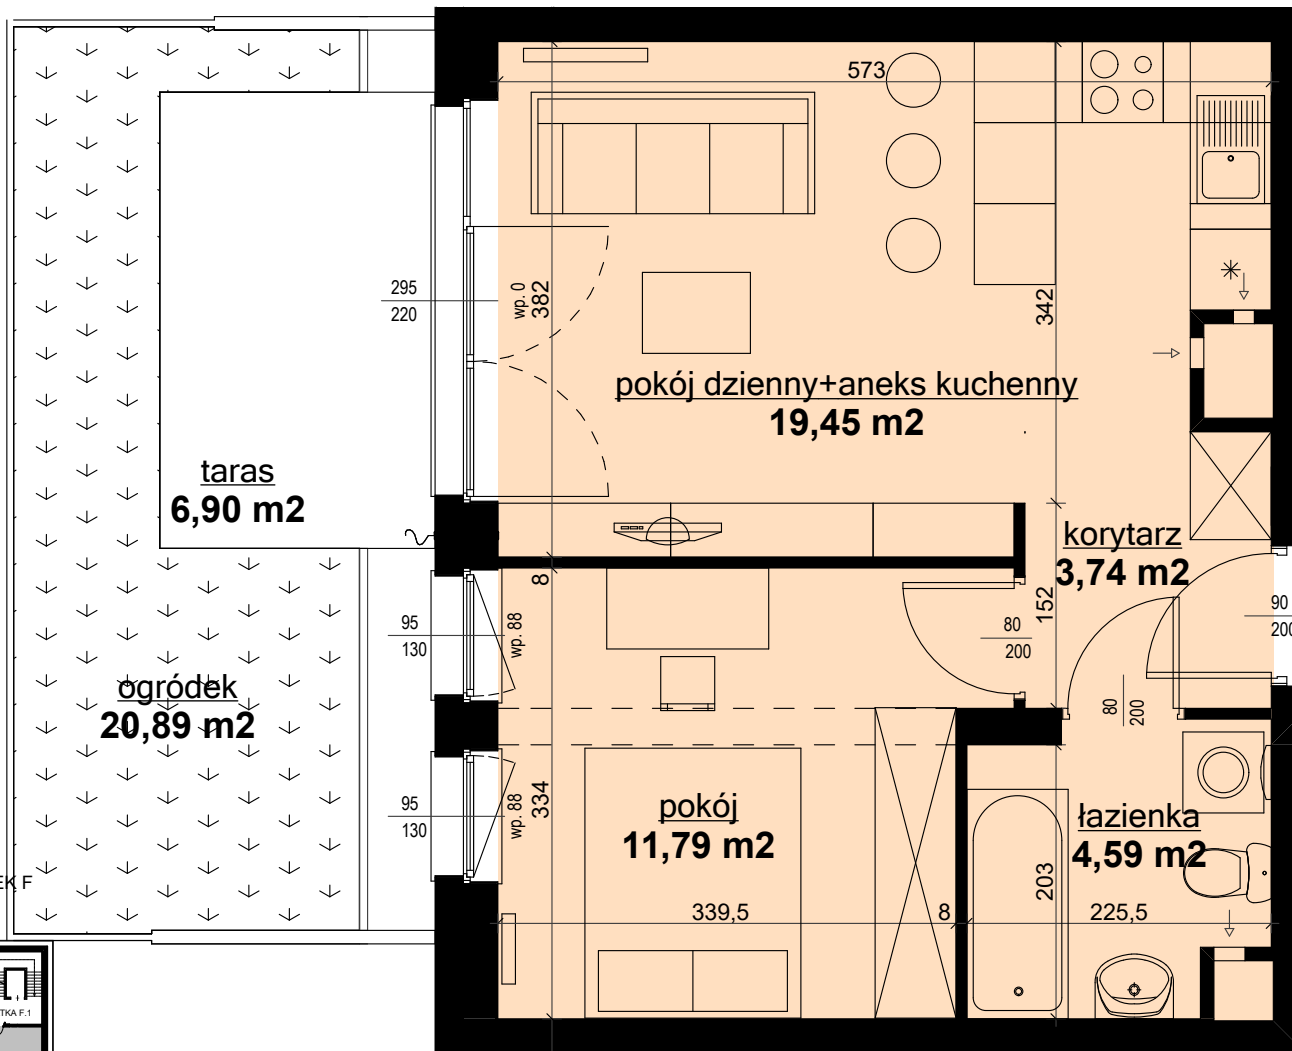 573
295
220
wp. 0
382
342
pokój dzienny+aneks kuchenny
19,45 m2
taras
6,90 m2
korytarz
3,74 m2
8
152
95
130
wp. 88
80
200
90
200
ogródek
20,89 m2
80
200
95
130
wp. 88
334
pokój
11,79 m2
łazienka
4,59 m2
203
339,5
8
225,5
EK F
TKA F.1